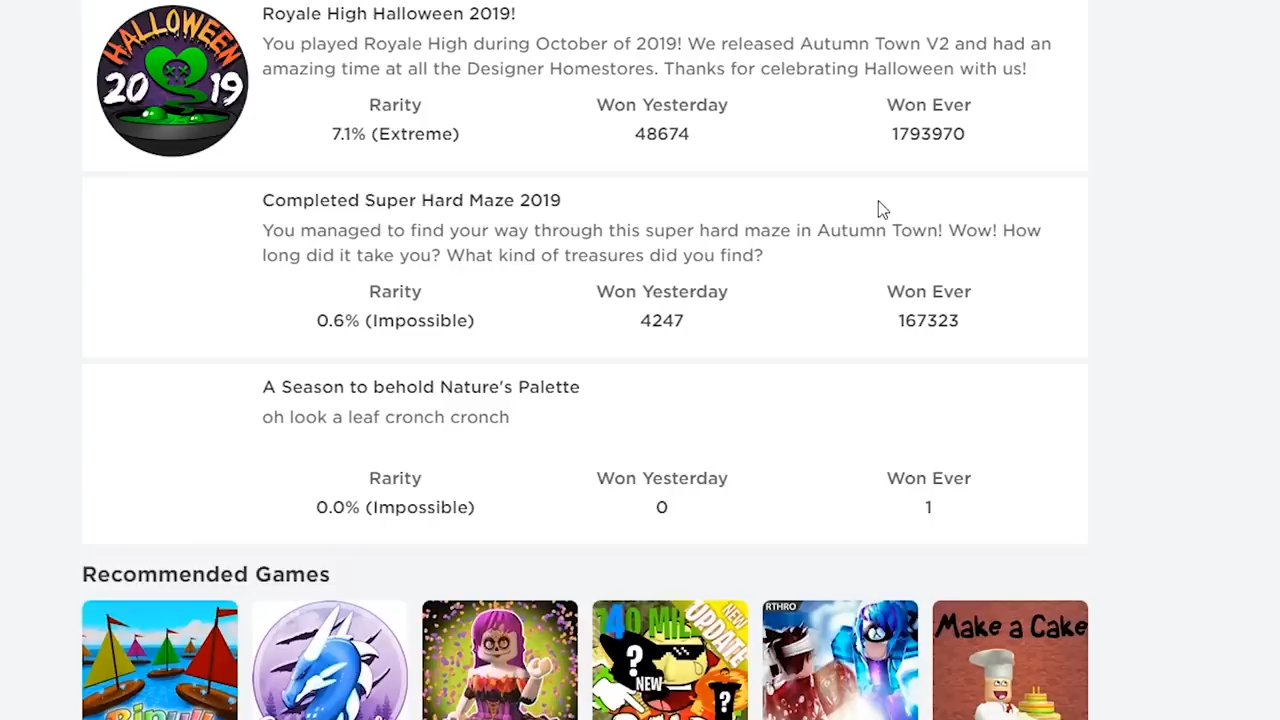 Royale High Halloween 2019!
HALLOWEEN
20 19
You played Royale High during October of 2019! We released Autumn Town V2 and had an
amazing time at all the Designer Homestores. Thanks for celebrating Halloween with us!
Rarity Won Yesterday Won Ever
7.1% (Extreme) 48674 1793970
Completed Super Hard Maze 2019
You managed to find your way through this super hard maze in Autumn Town! Wow! How
long did it take you? What kind of treasures did you find?
Rarity Won Yesterday Won Ever
0.6% (Impossible) 4247 167323
A Season to behold Nature's Palette
oh look a leaf cronch cronch
Rarity Won Yesterday Won Ever
0.0% (Impossible) 0 1
Recommended Games
NEW
UPDATE
?
NEW
?
RTHRO
Make a Cake